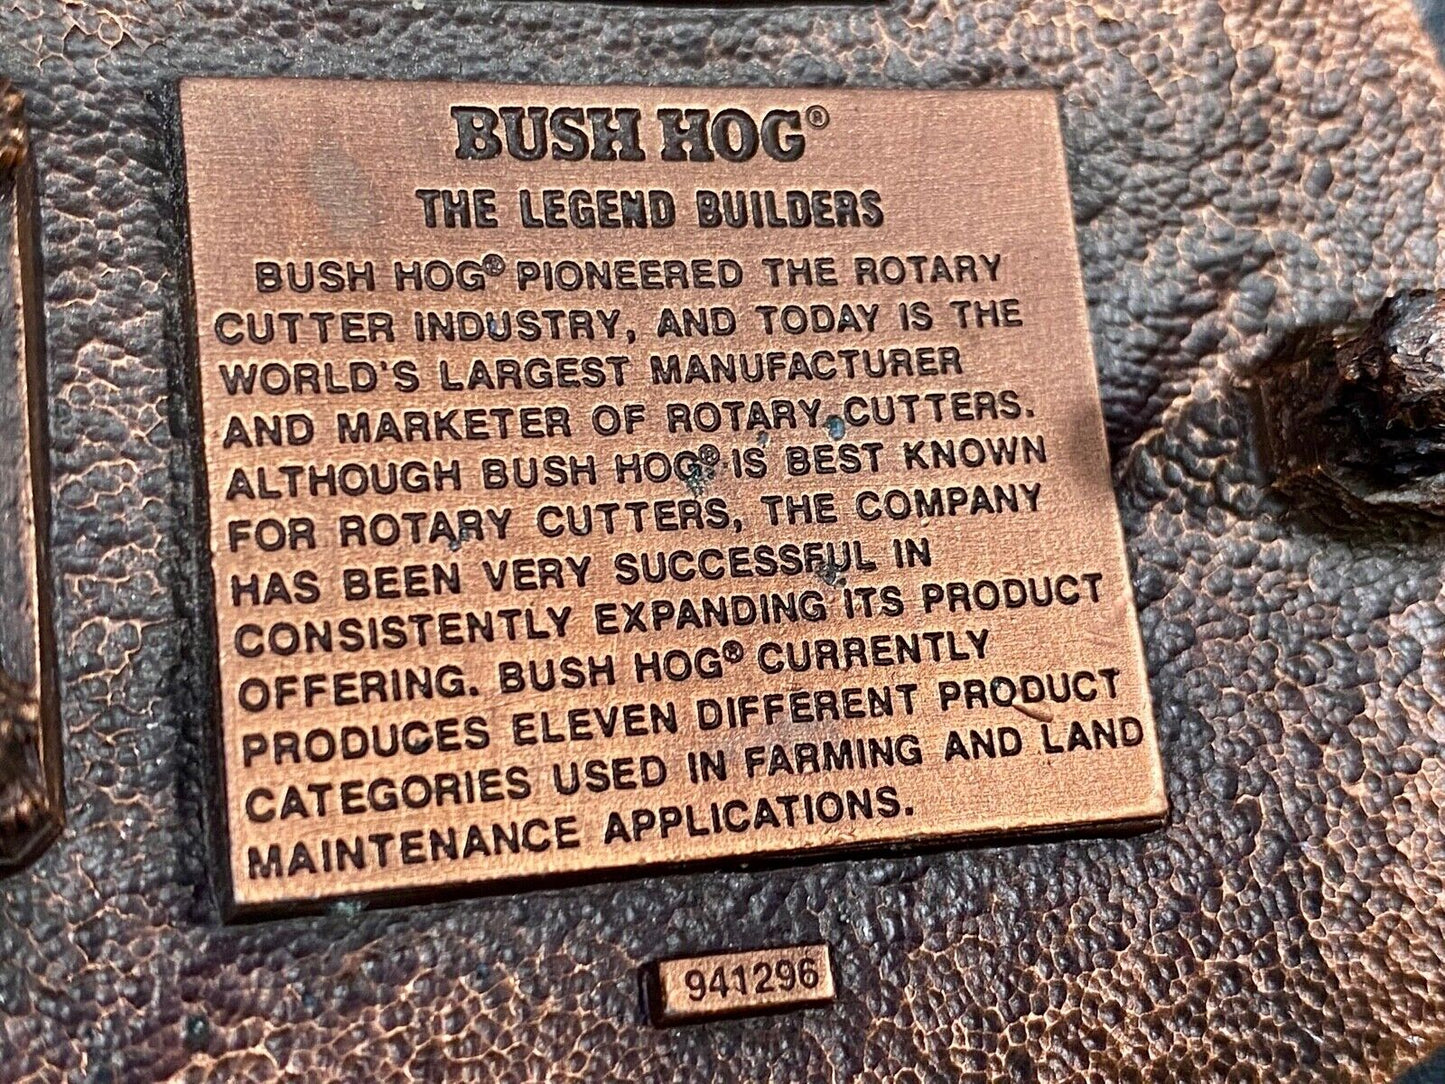 BUSH HOG®
THE LEGEND BUILDERS
BUSH HOG® PIONEERED THE ROTARY
CUTTER INDUSTRY, AND TODAY IS THE
WORLD'S LARGEST MANUFACTURER
AND MARKETER OF ROTARY CUTTERS.
ALTHOUGH BUSH HOG® IS BEST KNOWN
FOR ROTARY CUTTERS, THE COMPANY
HAS BEEN VERY SUCCESSFUL IN
CONSISTENTLY EXPANDING ITS PRODUCT
OFFERING. BUSH HOG® CURRENTLY
PRODUCES ELEVEN DIFFERENT PRODUCT
CATEGORIES USED IN FARMING AND LAND
MAINTENANCE APPLICATIONS.
941296